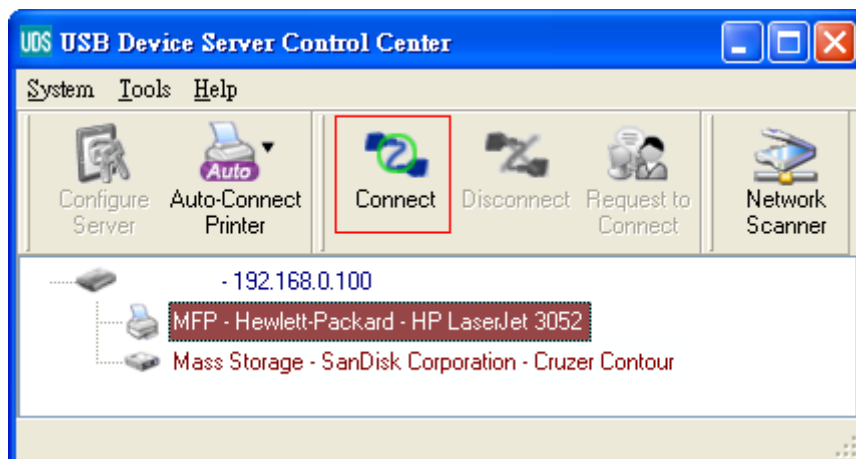 UDS USB Device Server Control Center
System Tools Help
Configure Server
Auto
Auto-Connect Printer
Connect
Disconnect
Request to Connect
Network Scanner
- 192.168.0.100
MFP - Hewlett-Packard - HP LaserJet 3052
Mass Storage - SanDisk Corporation - Cruzer Contour